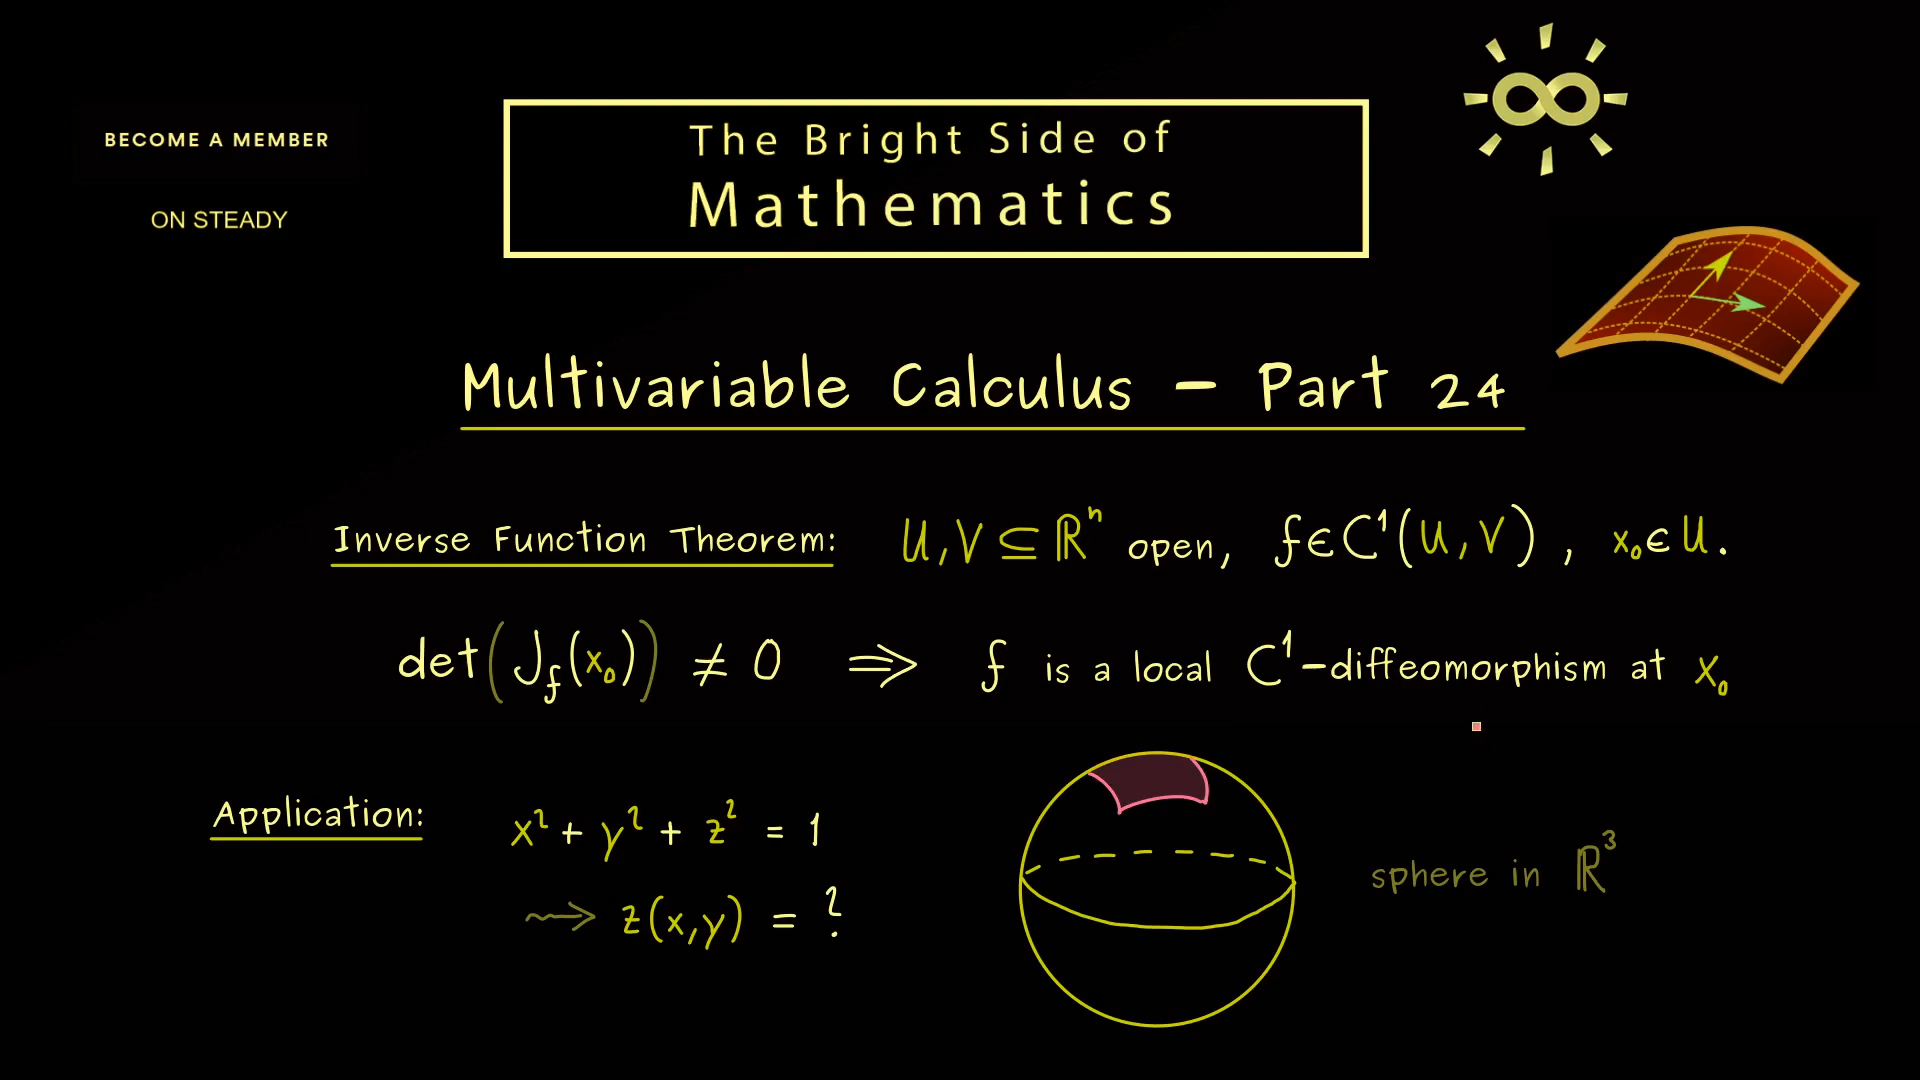 BECOME A MEMBER
ON STEADY
The Bright Side of
Mathematics
Multivariable Calculus – Part 24
Inverse Function Theorem: U, V ⊆ ℝⁿ open, f ∈ C¹(U, V), x₀ ∈ U.
det(J_f(x₀)) ≠ 0 ⟹ f is a local C¹-diffeomorphism at x₀
Application: x² + y² + z² = 1
⇝ z(x,y) = ?
sphere in ℝ³